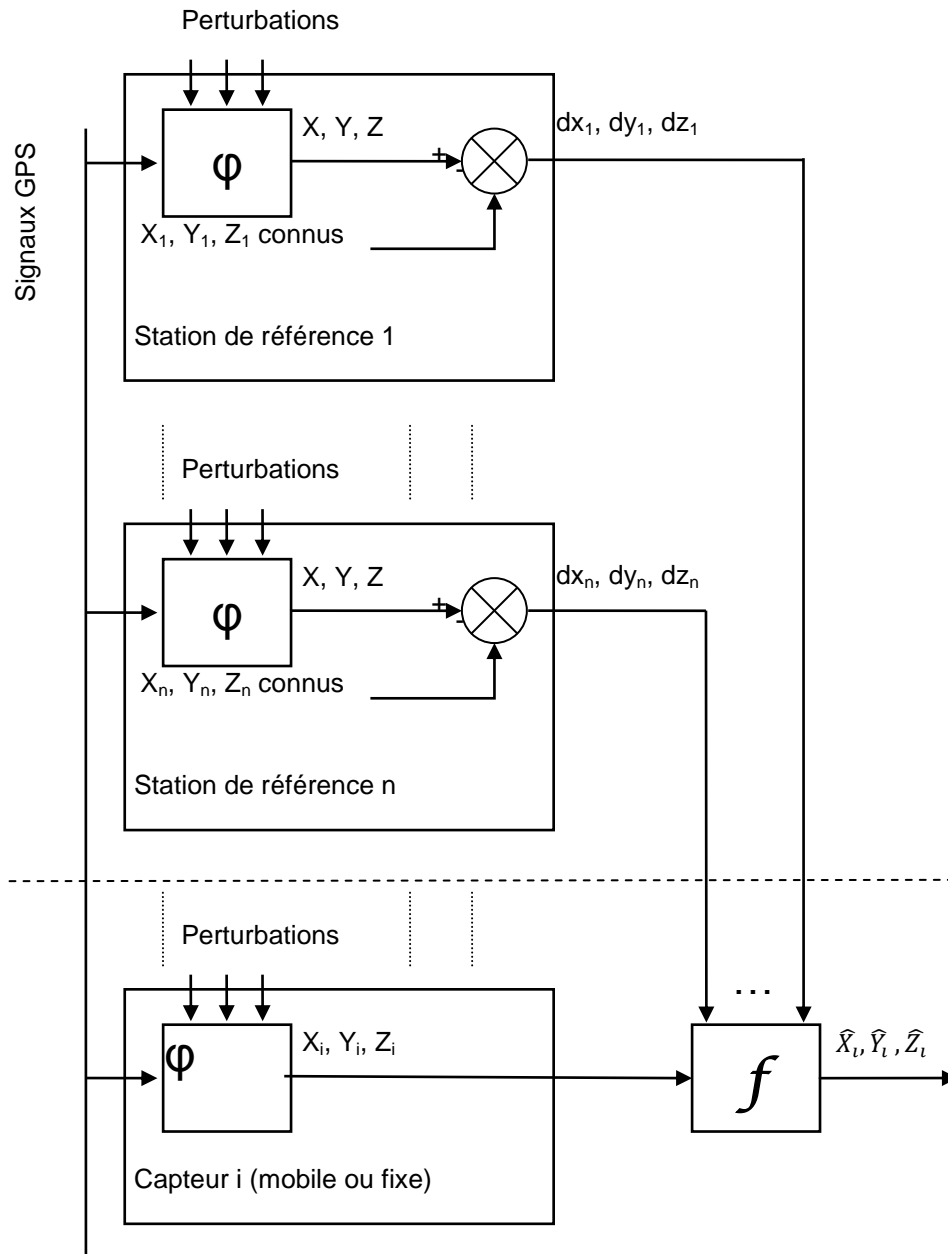 Perturbations
Signaux GPS
φ
X, Y, Z
+
-
dx₁, dy₁, dz₁
X₁, Y₁, Z₁ connus
Station de référence 1
Perturbations
φ
X, Y, Z
+
-
dxₙ, dyₙ, dzₙ
Xₙ, Yₙ, Zₙ connus
Station de référence n
Perturbations
...
φ
Xᵢ, Yᵢ, Zᵢ
f
X̂ᵢ, Ŷᵢ, Ẑᵢ
Capteur i (mobile ou fixe)